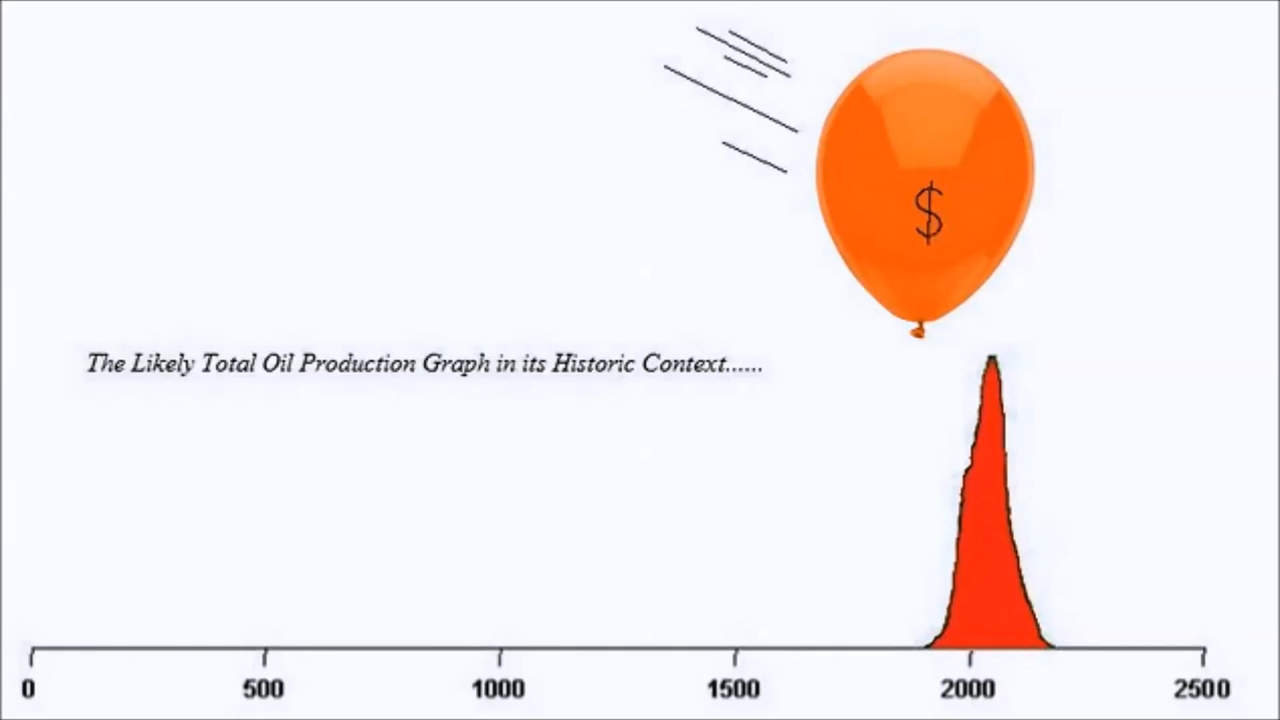 $
The Likely Total Oil Production Graph in its Historic Context......
0 500 1000 1500 2000 2500